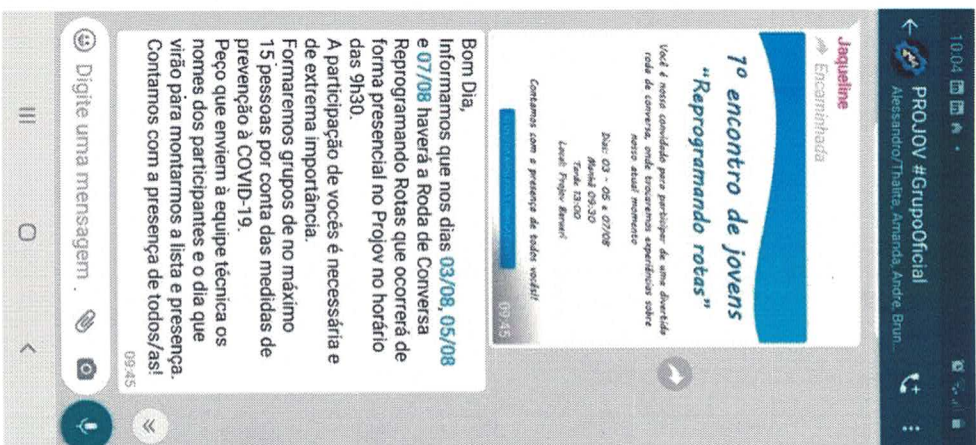 10:04
PROJOV #GrupoOficial
Alessandro/Thalita, Amanda, Andre, Brun...
Jaqueline
Encaminhada
1º encontro de jovens
"Reprogramando rotas"
Você é nosso convidado para participar de uma divertida
roda de conversa, onde trocaremos experiências sobre
nosso atual momento
Dias: 03 - 05 e 07/08
Manhã 09:30
Tarde 13:00
Local: Projov Barueri
Contamos com a presença de todos vocês!!
09:45
Bom Dia,
Informamos que nos dias 03/08, 05/08
e 07/08 haverá a Roda de Conversa
Reprogramando Rotas que ocorrerá de
forma presencial no Projov no horário
das 9h30.
A participação de vocês é necessária e
de extrema importância.
Formaremos grupos de no máximo
15 pessoas por conta das medidas de
prevenção à COVID-19.
Peço que enviem à equipe técnica os
nomes dos participantes e o dia que
virão para montarmos a lista e presença.
Contamos com a presença de todos/as!
09:45
Digite uma mensagem